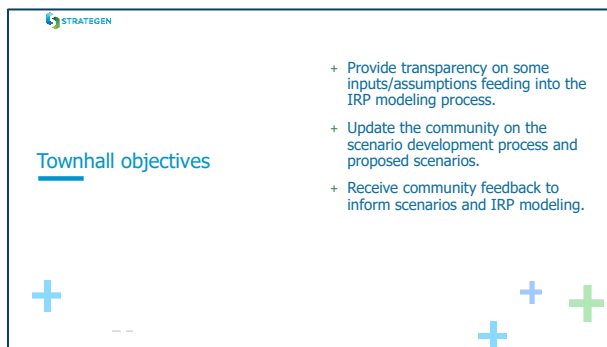 STRATEGEN
Townhall objectives
+ Provide transparency on some
inputs/assumptions feeding into the
IRP modeling process.
+ Update the community on the
scenario development process and
proposed scenarios.
+ Receive community feedback to
inform scenarios and IRP modeling.